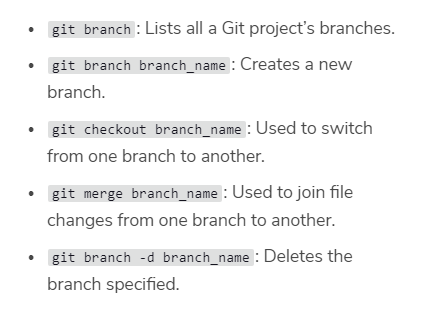 • git branch: Lists all a Git project’s branches.
• git branch branch_name: Creates a new
branch.
• git checkout branch_name: Used to switch
from one branch to another.
• git merge branch_name: Used to join file
changes from one branch to another.
• git branch -d branch_name: Deletes the
branch specified.